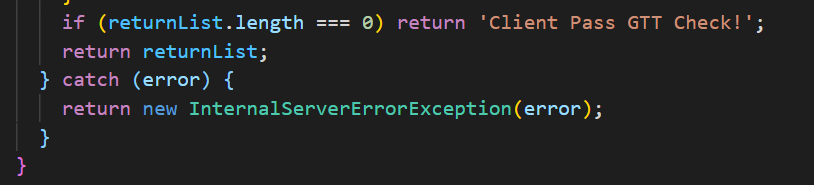 if (returnList.length === 0) return 'Client Pass GTT Check!';
return returnList;
} catch (error) {
return new InternalServerErrorException(error);
}
}